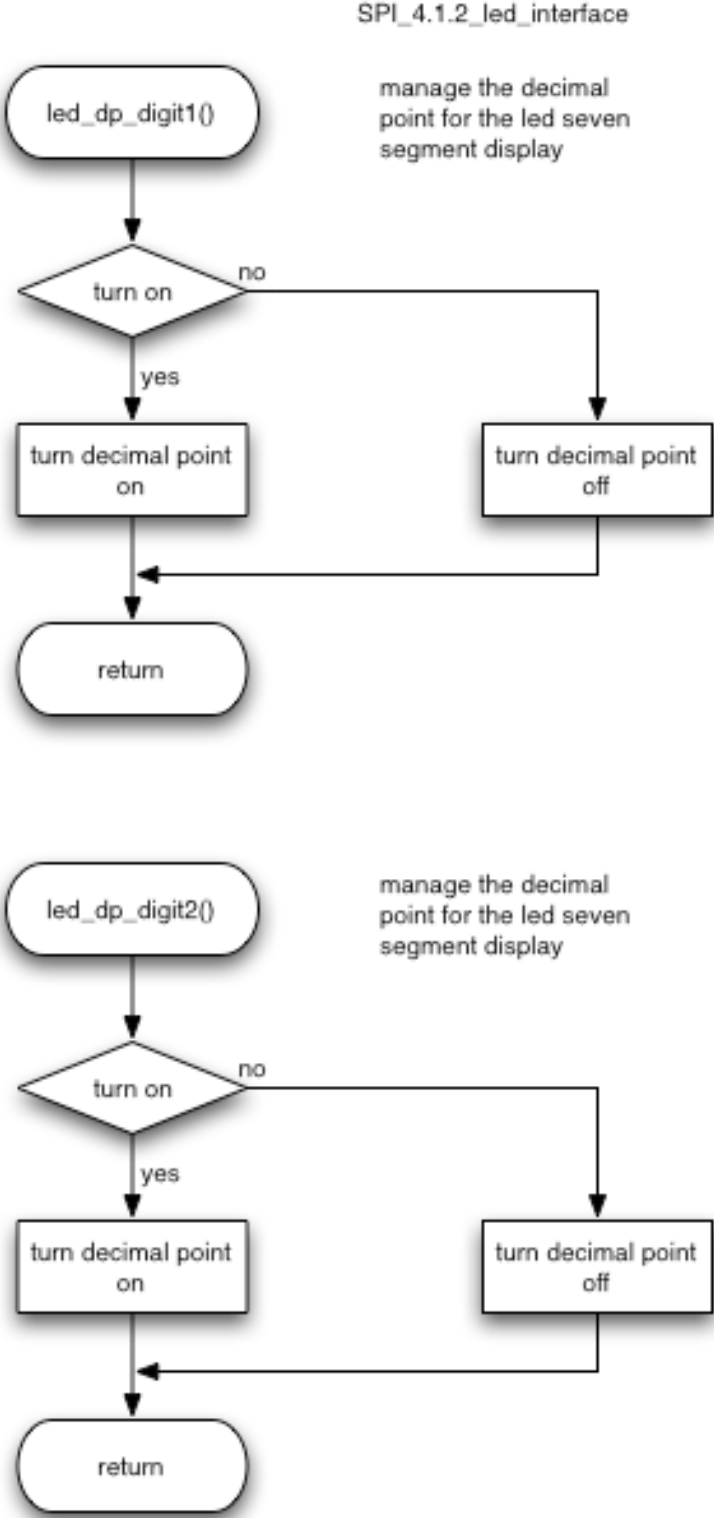 SPI_4.1.2_led_interface
led_dp_digit1()
manage the decimal
point for the led seven
segment display
turn on
no
yes
turn decimal point
on
turn decimal point
off
return
led_dp_digit2()
manage the decimal
point for the led seven
segment display
turn on
no
yes
turn decimal point
on
turn decimal point
off
return